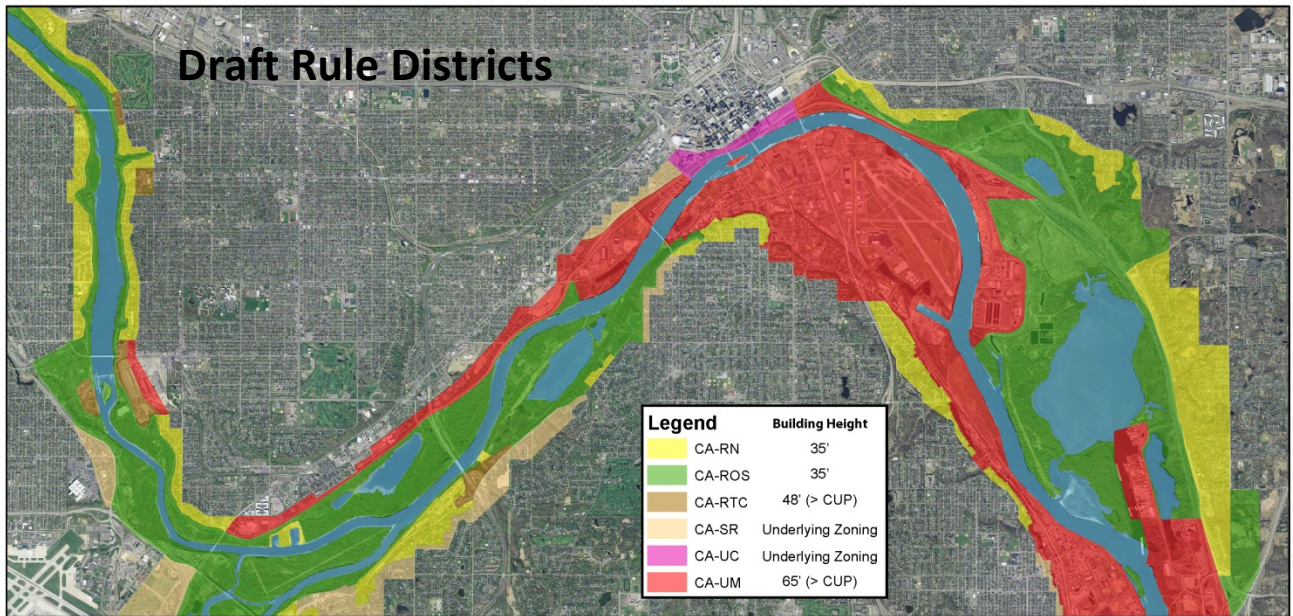 Draft Rule Districts
Legend Building Height
CA-RN 35'
CA-ROS 35'
CA-RTC 48' (> CUP)
CA-SR Underlying Zoning
CA-UC Underlying Zoning
CA-UM 65' (> CUP)